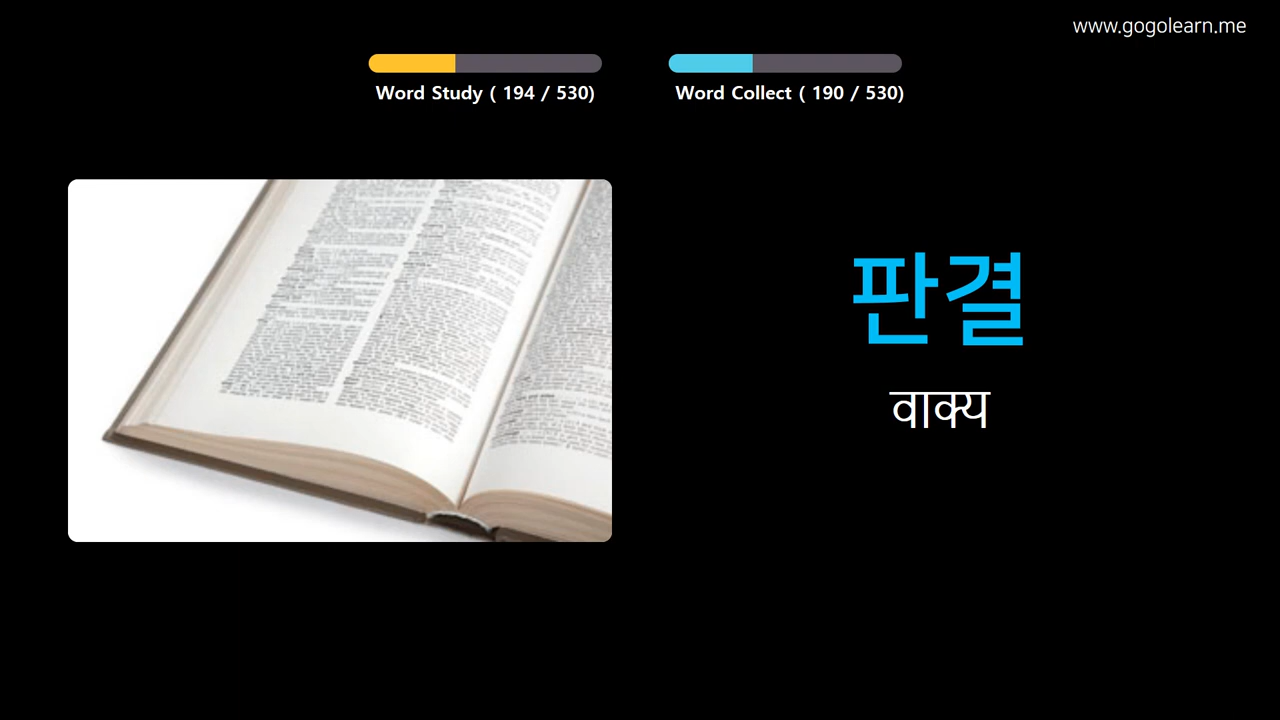 www.gogolearn.me
Word Study ( 194 / 530)
Word Collect ( 190 / 530)
판결
वाक्य